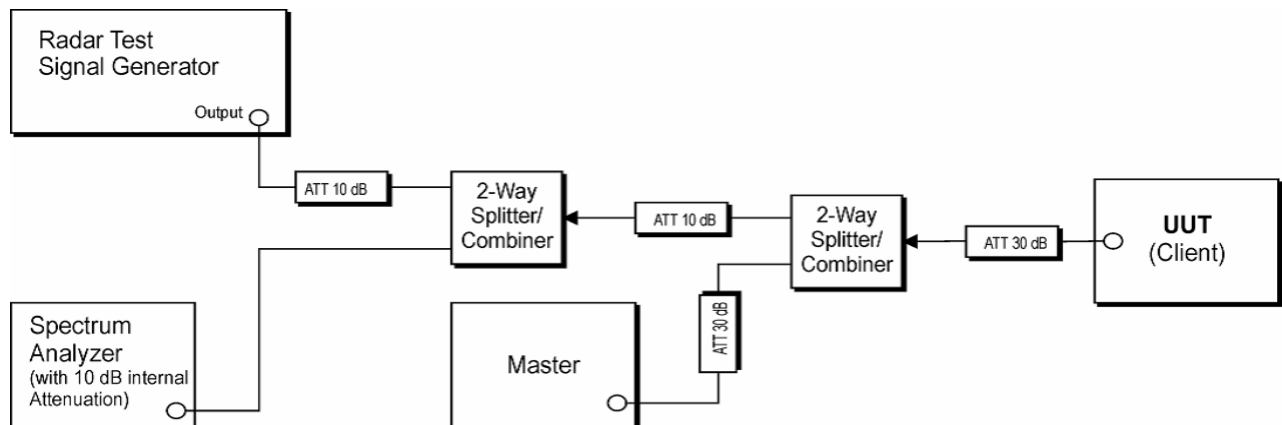 Radar Test
Signal Generator
Output
ATT 10 dB
2-Way
Splitter/
Combiner
ATT 10 dB
2-Way
Splitter/
Combiner
ATT 30 dB
UUT
(Client)
Spectrum
Analyzer
(with 10 dB internal
Attenuation)
Master
ATT 30 dB